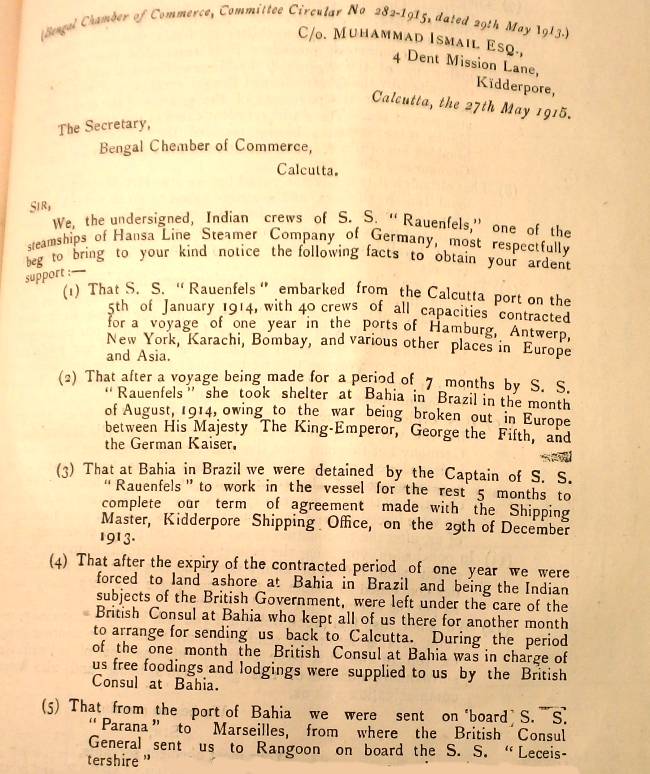 (Bengal Chamber of Commerce, Committee Circular No 282-1915, dated 29th May 1913.)
C/o. MUHAMMAD ISMAIL ESQ.,
4 Dent Mission Lane,
Kidderpore,
Calcutta, the 27th May 1915.
The Secretary,
Bengal Chember of Commerce,
Calcutta.
SIR,
We, the undersigned, Indian crews of S. S. "Rauenfels," one of the
steamships of Hansa Line Steamer Company of Germany, most respectfully
beg to bring to your kind notice the following facts to obtain your ardent
support :—
(1) That S. S. "Rauenfels" embarked from the Calcutta port on the
5th of January 1914, with 40 crews of all capacities contracted
for a voyage of one year in the ports of Hamburg, Antwerp,
New York, Karachi, Bombay, and various other places in Europe
and Asia.
(2) That after a voyage being made for a period of 7 months by S. S.
"Rauenfels" she took shelter at Bahia in Brazil in the month
of August, 1914, owing to the war being broken out in Europe
between His Majesty The King-Emperor, George the Fifth, and
the German Kaiser.
(3) That at Bahia in Brazil we were detained by the Captain of S. S.
"Rauenfels" to work in the vessel for the rest 5 months to
complete our term of agreement made with the Shipping
Master, Kidderpore Shipping Office, on the 29th of December
1913.
(4) That after the expiry of the contracted period of one year we were
forced to land ashore at Bahia in Brazil and being the Indian
subjects of the British Government, were left under the care of the
British Consul at Bahia who kept all of us there for another month
to arrange for sending us back to Calcutta. During the period
of the one month the British Consul at Bahia was in charge of
us free foodings and lodgings were supplied to us by the British
Consul at Bahia.
(5) That from the port of Bahia we were sent on board S. S.
"Parana" to Marseilles, from where the British Consul
General sent us to Rangoon on board the S. S. "Leceis-
tershire"